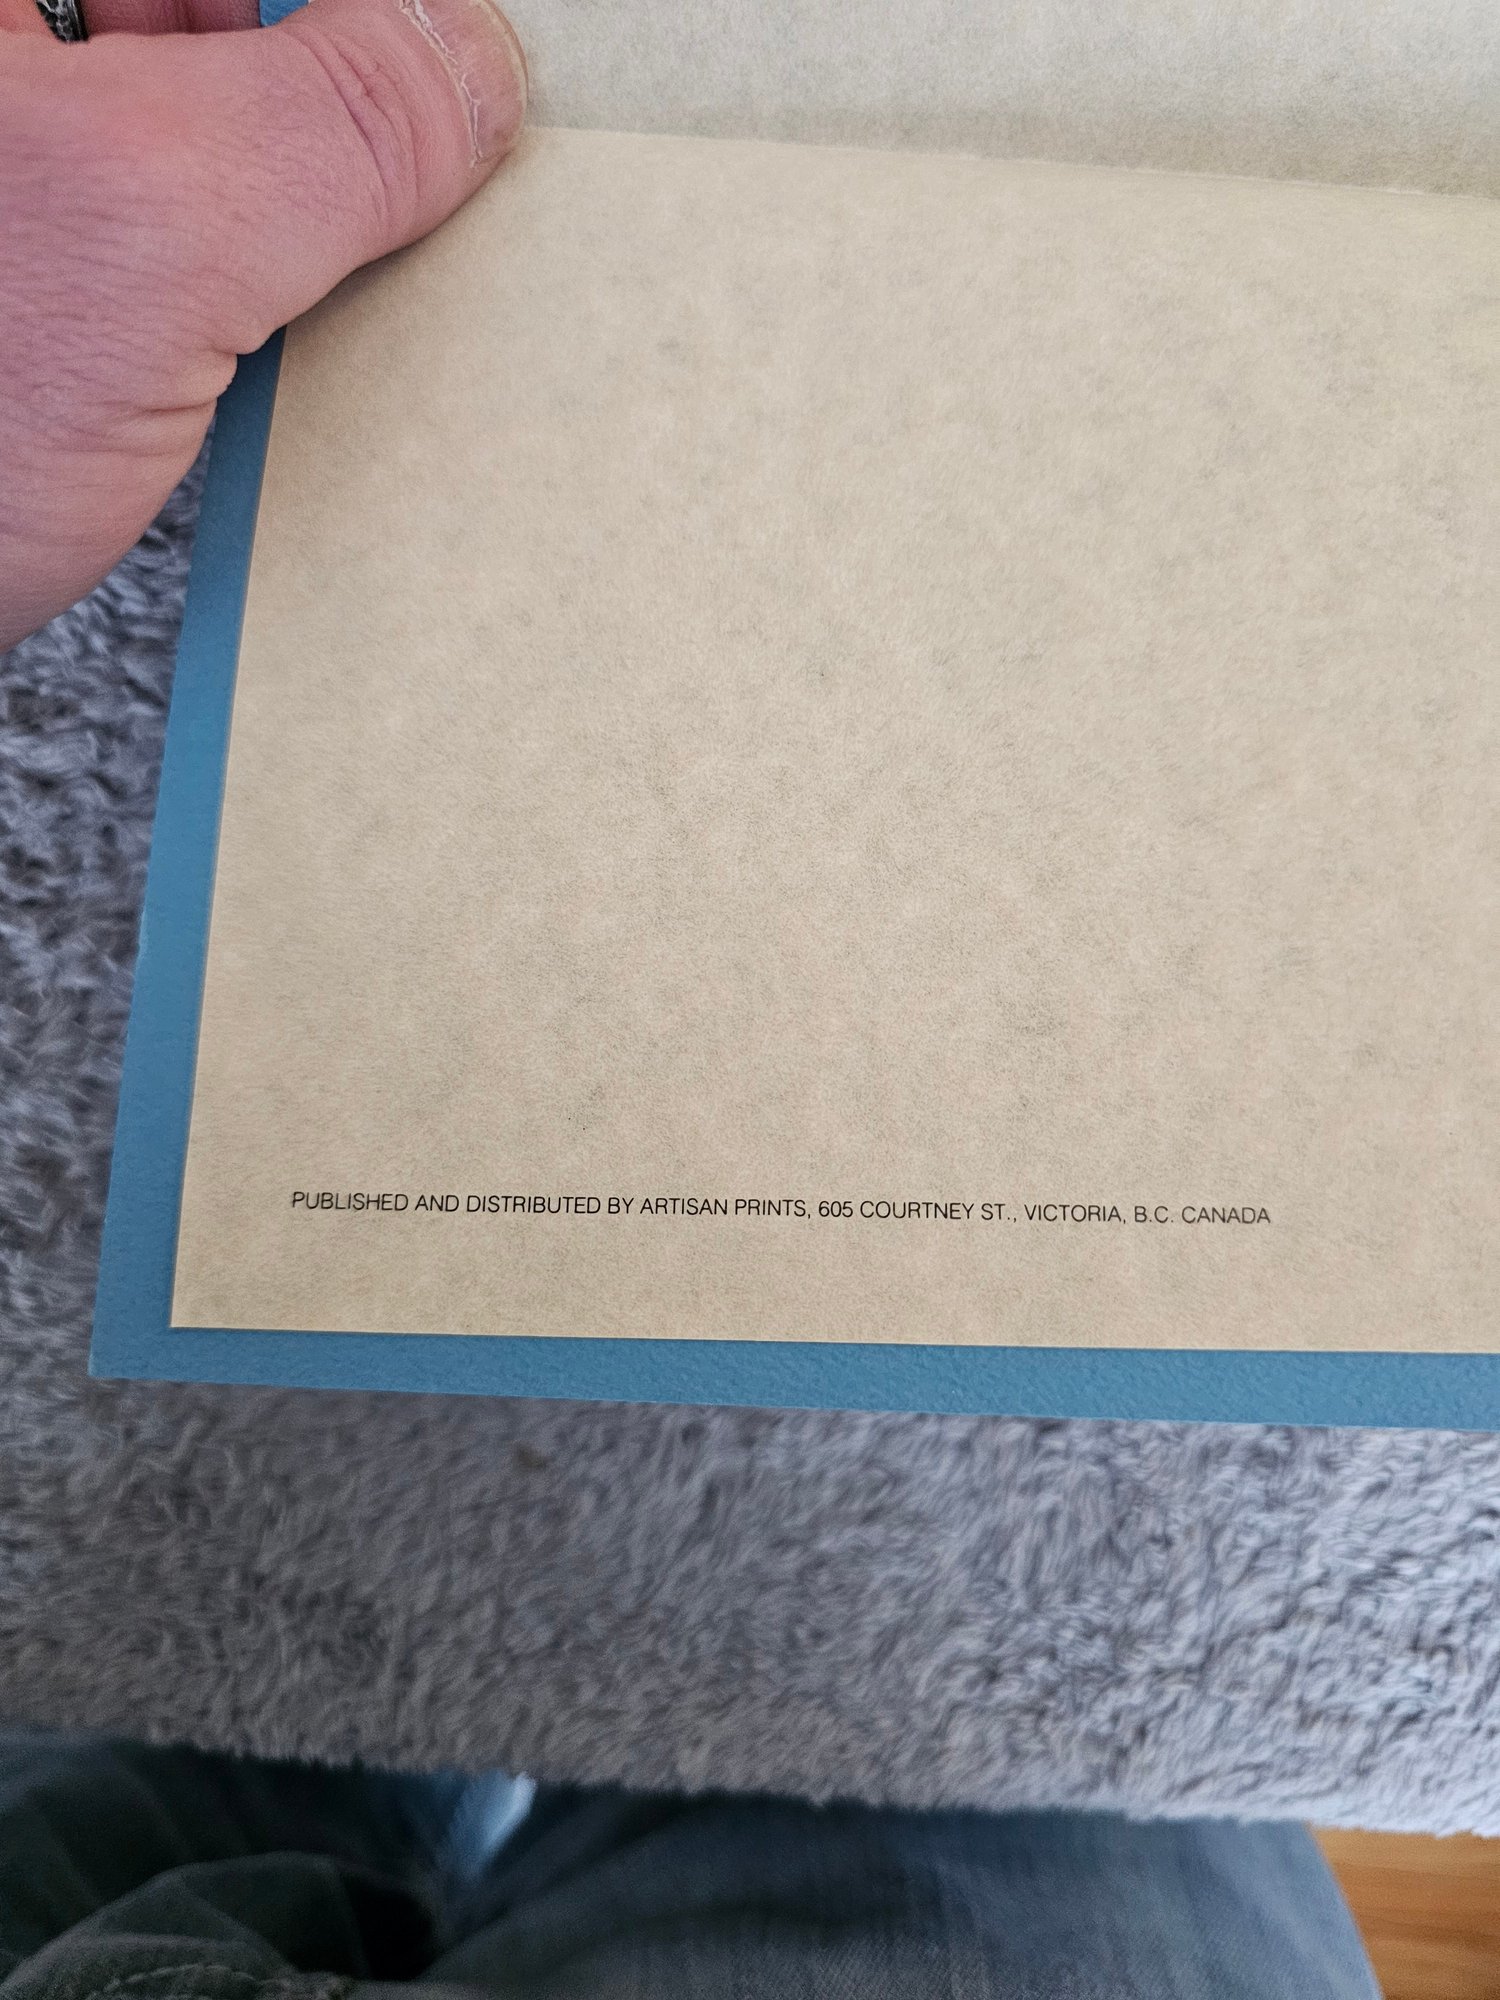 PUBLISHED AND DISTRIBUTED BY ARTISAN PRINTS, 605 COURTNEY ST., VICTORIA, B.C. CANADA